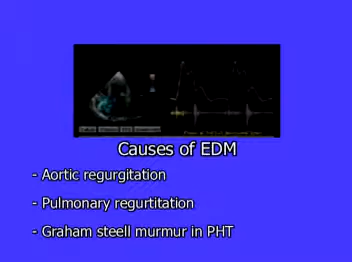 Causes of EDM
- Aortic regurgitation
- Pulmonary regurtitation
- Graham steell murmur in PHT